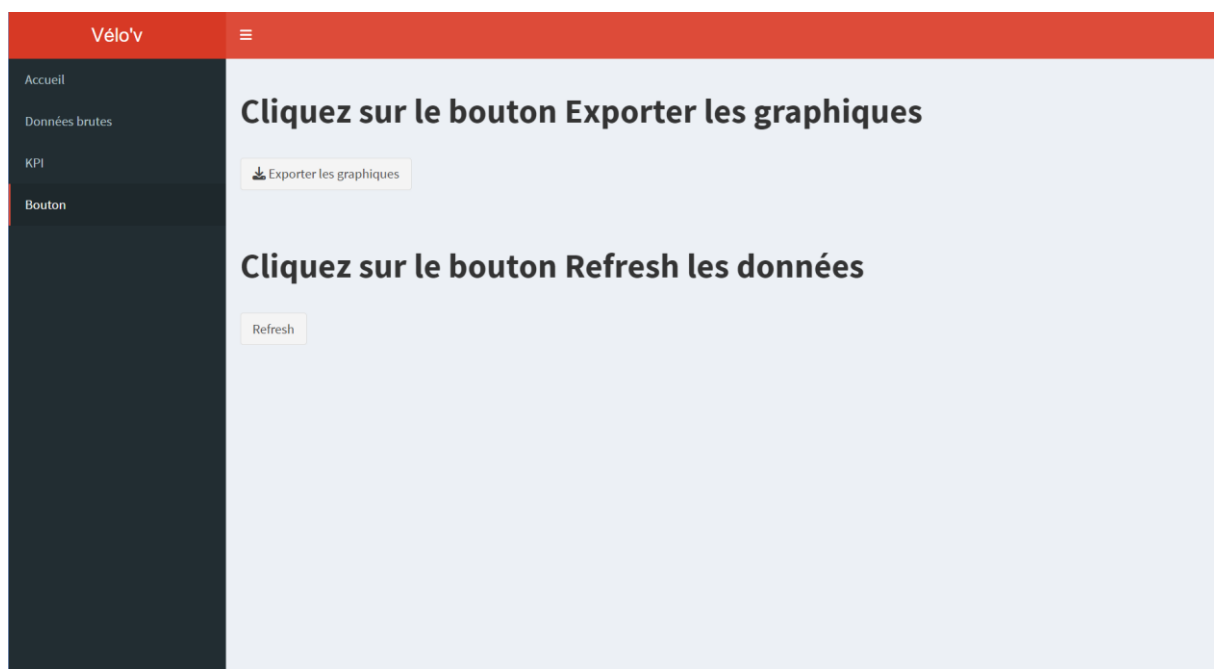 Vélo'v
Accueil
Données brutes
KPI
Bouton
Cliquez sur le bouton Exporter les graphiques
Exporter les graphiques
Cliquez sur le bouton Refresh les données
Refresh